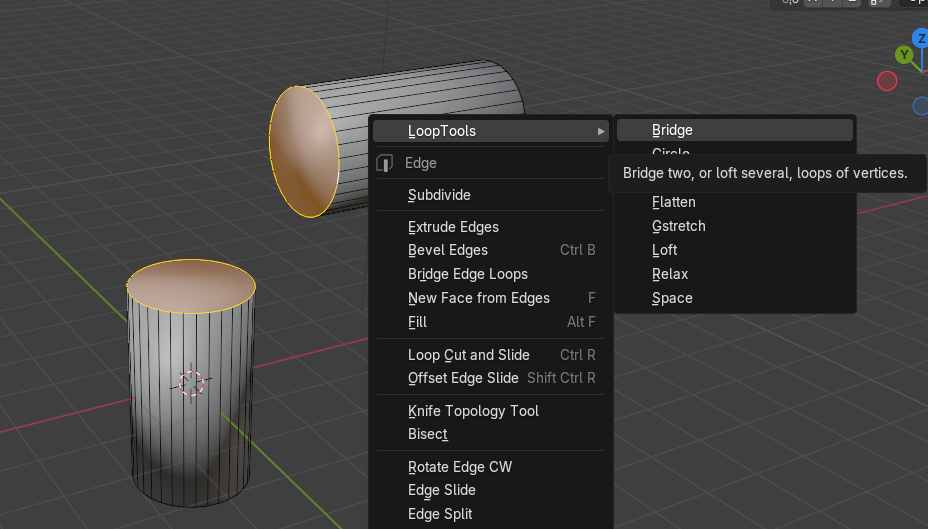 Z
Y
LoopTools
Bridge
Circle
Bridge two, or loft several, loops of vertices.
Flatten
Gstretch
Loft
Relax
Space
Edge
Subdivide
Extrude Edges
Bevel Edges Ctrl B
Bridge Edge Loops
New Face from Edges F
Fill Alt F
Loop Cut and Slide Ctrl R
Offset Edge Slide Shift Ctrl R
Knife Topology Tool
Bisect
Rotate Edge CW
Edge Slide
Edge Split